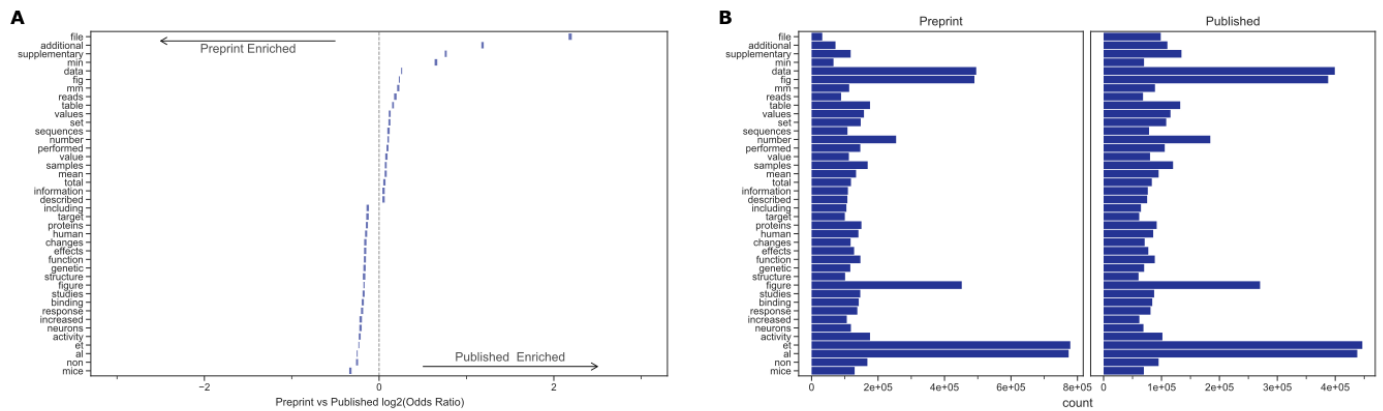 A
file
additional
supplementary
min
data
fig
mm
reads
table
values
set
sequences
number
performed
value
samples
mean
total
information
described
including
target
proteins
human
changes
effects
function
genetic
structure
figure
studies
binding
response
increased
neurons
activity
et
al
non
mice
Preprint Enriched
Published Enriched
−2 0 2
Preprint vs Published log2(Odds Ratio)
B
Preprint Published
file
additional
supplementary
min
data
fig
mm
reads
table
values
set
sequences
number
performed
value
samples
mean
total
information
described
including
target
proteins
human
changes
effects
function
genetic
structure
figure
studies
binding
response
increased
neurons
activity
et
al
non
mice
0 2e+05 4e+05 6e+05 8e+05 0 1e+05 2e+05 3e+05 4e+05
count